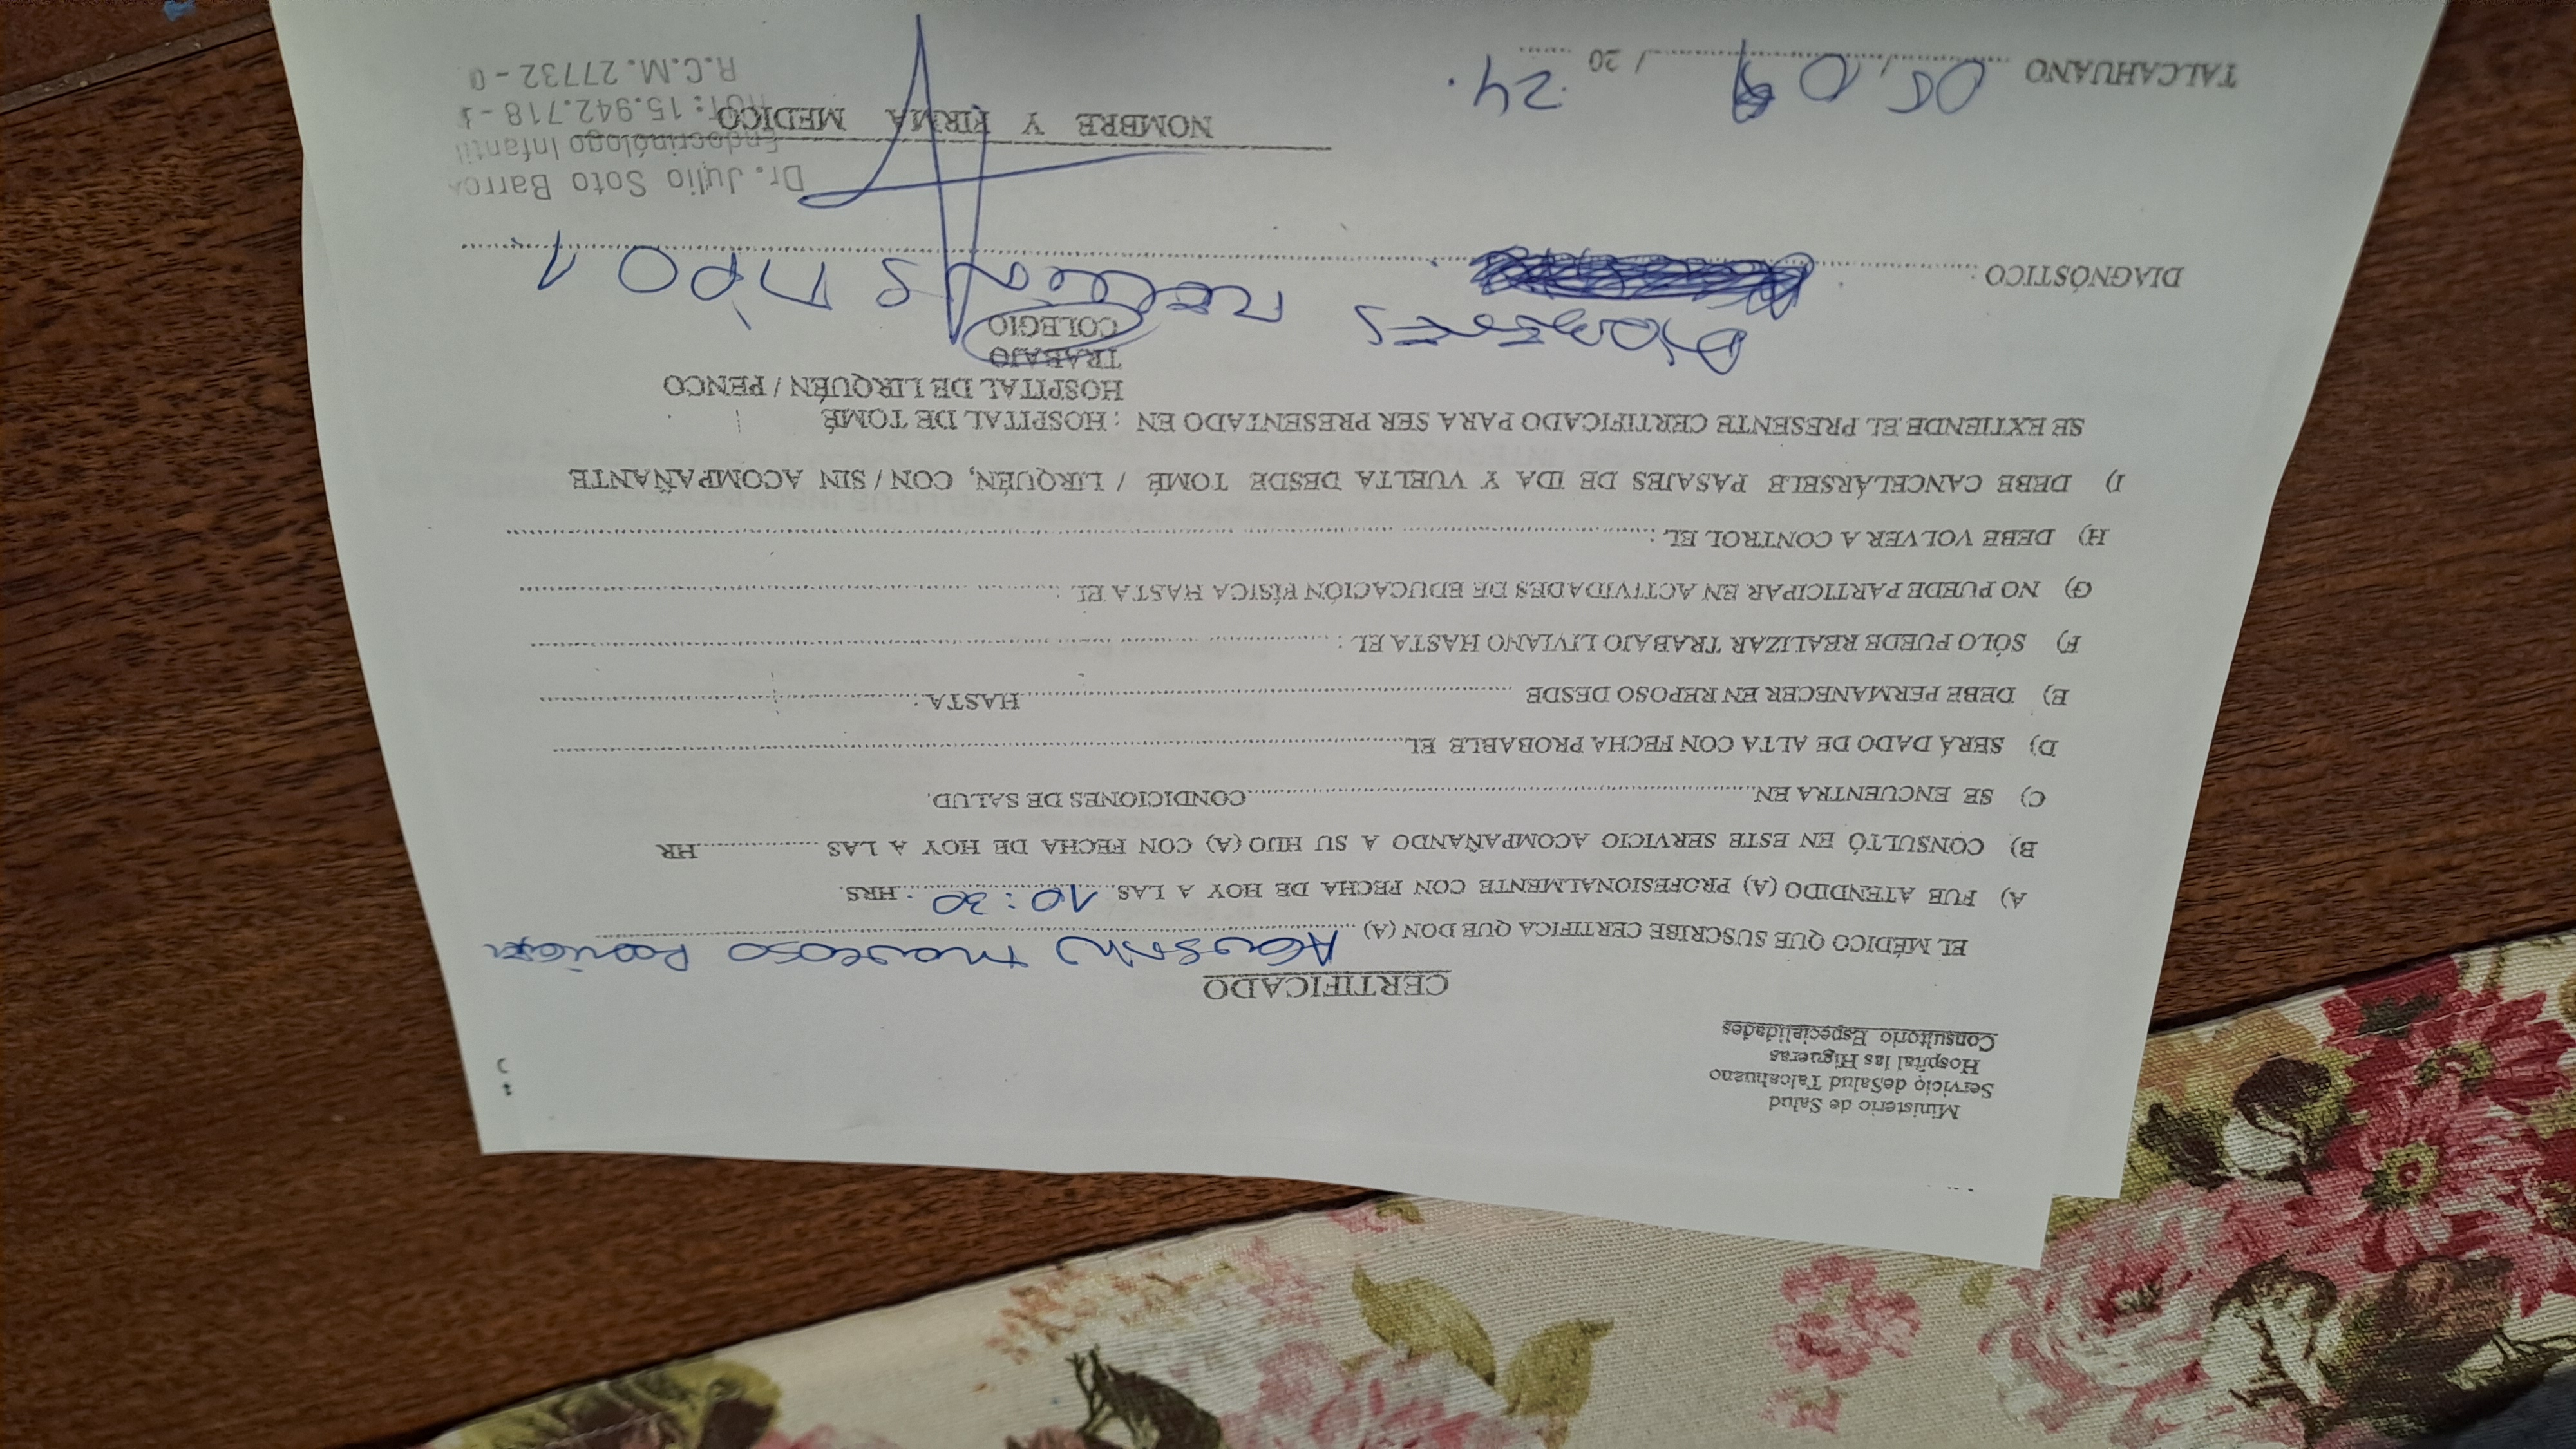 Ministerio de Salud
Servicio deSalud Talcahuano
Hospital las Higueras
Consultorio Especialidades
CERTIFICADO
EL MÉDICO QUE SUSCRIBE CERTIFICA QUE DON (A) Agustin Troncoso
A) FUE ATENDIDO (A) PROFESIONALMENTE CON FECHA DE HOY A LAS 10:30 HRS.
B) CONSULTÓ EN ESTE SERVICIO ACOMPAÑANDO A SU HIJO (A) CON FECHA DE HOY A LAS HR
C) SE ENCUENTRA EN CONDICIONES DE SALUD.
D) SERÁ DADO DE ALTA CON FECHA PROBABLE EL
E) DEBE PERMANECER EN REPOSO DESDE HASTA :
F) SÓLO PUEDE REALIZAR TRABAJO LIVIANO HASTA EL :
G) NO PUEDE PARTICIPAR EN ACTIVIDADES DE EDUCACIÓN FÍSICA HASTA EL :
H) DEBE VOLVER A CONTROL EL :
I) DEBE CANCELÁRSELE PASAJES DE IDA Y VUELTA DESDE TOMÉ / LIRQUÉN, CON / SIN ACOMPAÑANTE
SE EXTIENDE EL PRESENTE CERTIFICADO PARA SER PRESENTADO EN : HOSPITAL DE TOMÉ
HOSPITAL DE LIRQUÉN / PENCO
TRABAJO
COLEGIO
DIAGNÓSTICO : Diabetes mellitus tipo 1
Dr. Julio Soto Barros
Endocrinólogo Infantil
NOMBRE Y FIRMA MEDICO
RUT: 15.942.718-1
R.C.M. 27732-0
TALCAHUANO 05 / 09 / 20 24.